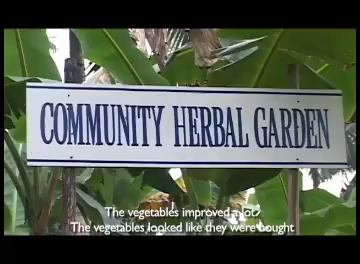 COMMUNITY HERBAL GARDEN
The vegetables improved a lot
The vegetables looked like they were bought